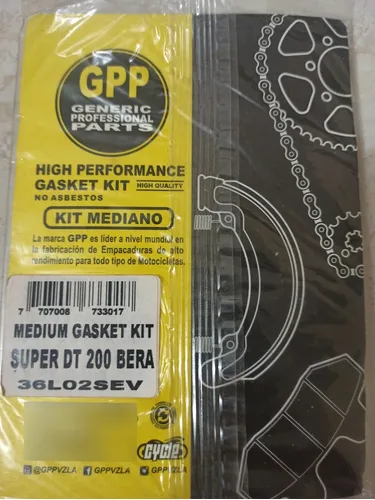 GPP
GENERIC
PROFESSIONAL
PARTS
HIGH PERFORMANCE
GASKET KIT HIGH QUALITY
NO ASBESTOS
KIT MEDIANO
La marca GPP es líder a nivel mundial en
la fabricación de Empacaduras de alto
rendimiento para todo tipo de Motocicletas.
7 707008 733017
MEDIUM GASKET KIT
SUPER DT 200 BERA
36L02SEV
CYCLE
@GPPVZLA GPPVZLA @GPPVZLA